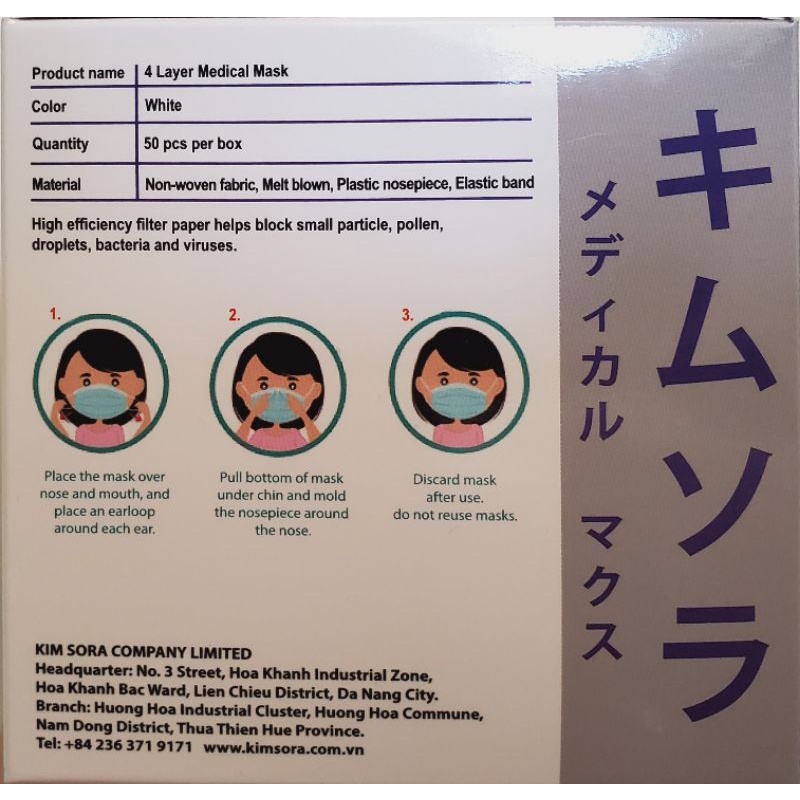 Product name 4 Layer Medical Mask
Color White
Quantity 50 pcs per box
Material Non-woven fabric, Melt blown, Plastic nosepiece, Elastic band
High efficiency filter paper helps block small particle, pollen,
droplets, bacteria and viruses.
1.
Place the mask over
nose and mouth, and
place an earloop
around each ear.
2.
Pull bottom of mask
under chin and mold
the nosepiece around
the nose.
3.
Discard mask
after use.
do not reuse masks.
KIM SORA COMPANY LIMITED
Headquarter: No. 3 Street, Hoa Khanh Industrial Zone,
Hoa Khanh Bac Ward, Lien Chieu District, Da Nang City.
Branch: Huong Hoa Industrial Cluster, Huong Hoa Commune,
Nam Dong District, Thua Thien Hue Province.
Tel: +84 236 371 9171 www.kimsora.com.vn
キムソラ
メディカル マクス